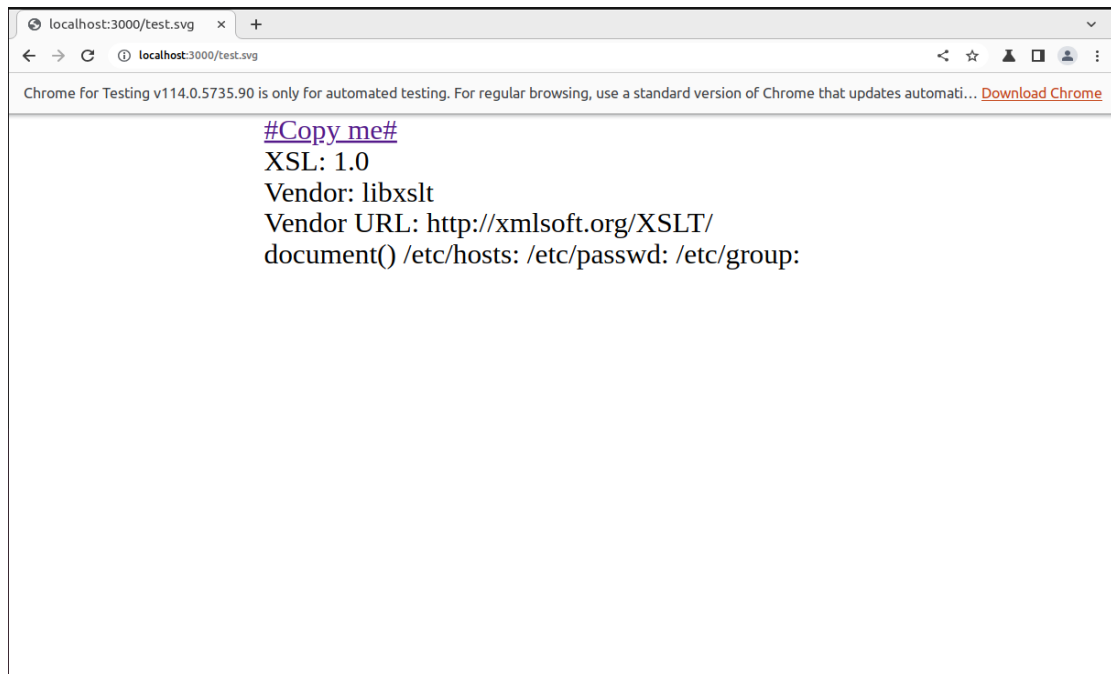 localhost:3000/test.svg
localhost:3000/test.svg
Chrome for Testing v114.0.5735.90 is only for automated testing. For regular browsing, use a standard version of Chrome that updates automati… Download Chrome
#Copy me#
XSL: 1.0
Vendor: libxslt
Vendor URL: http://xmlsoft.org/XSLT/
document() /etc/hosts: /etc/passwd: /etc/group: